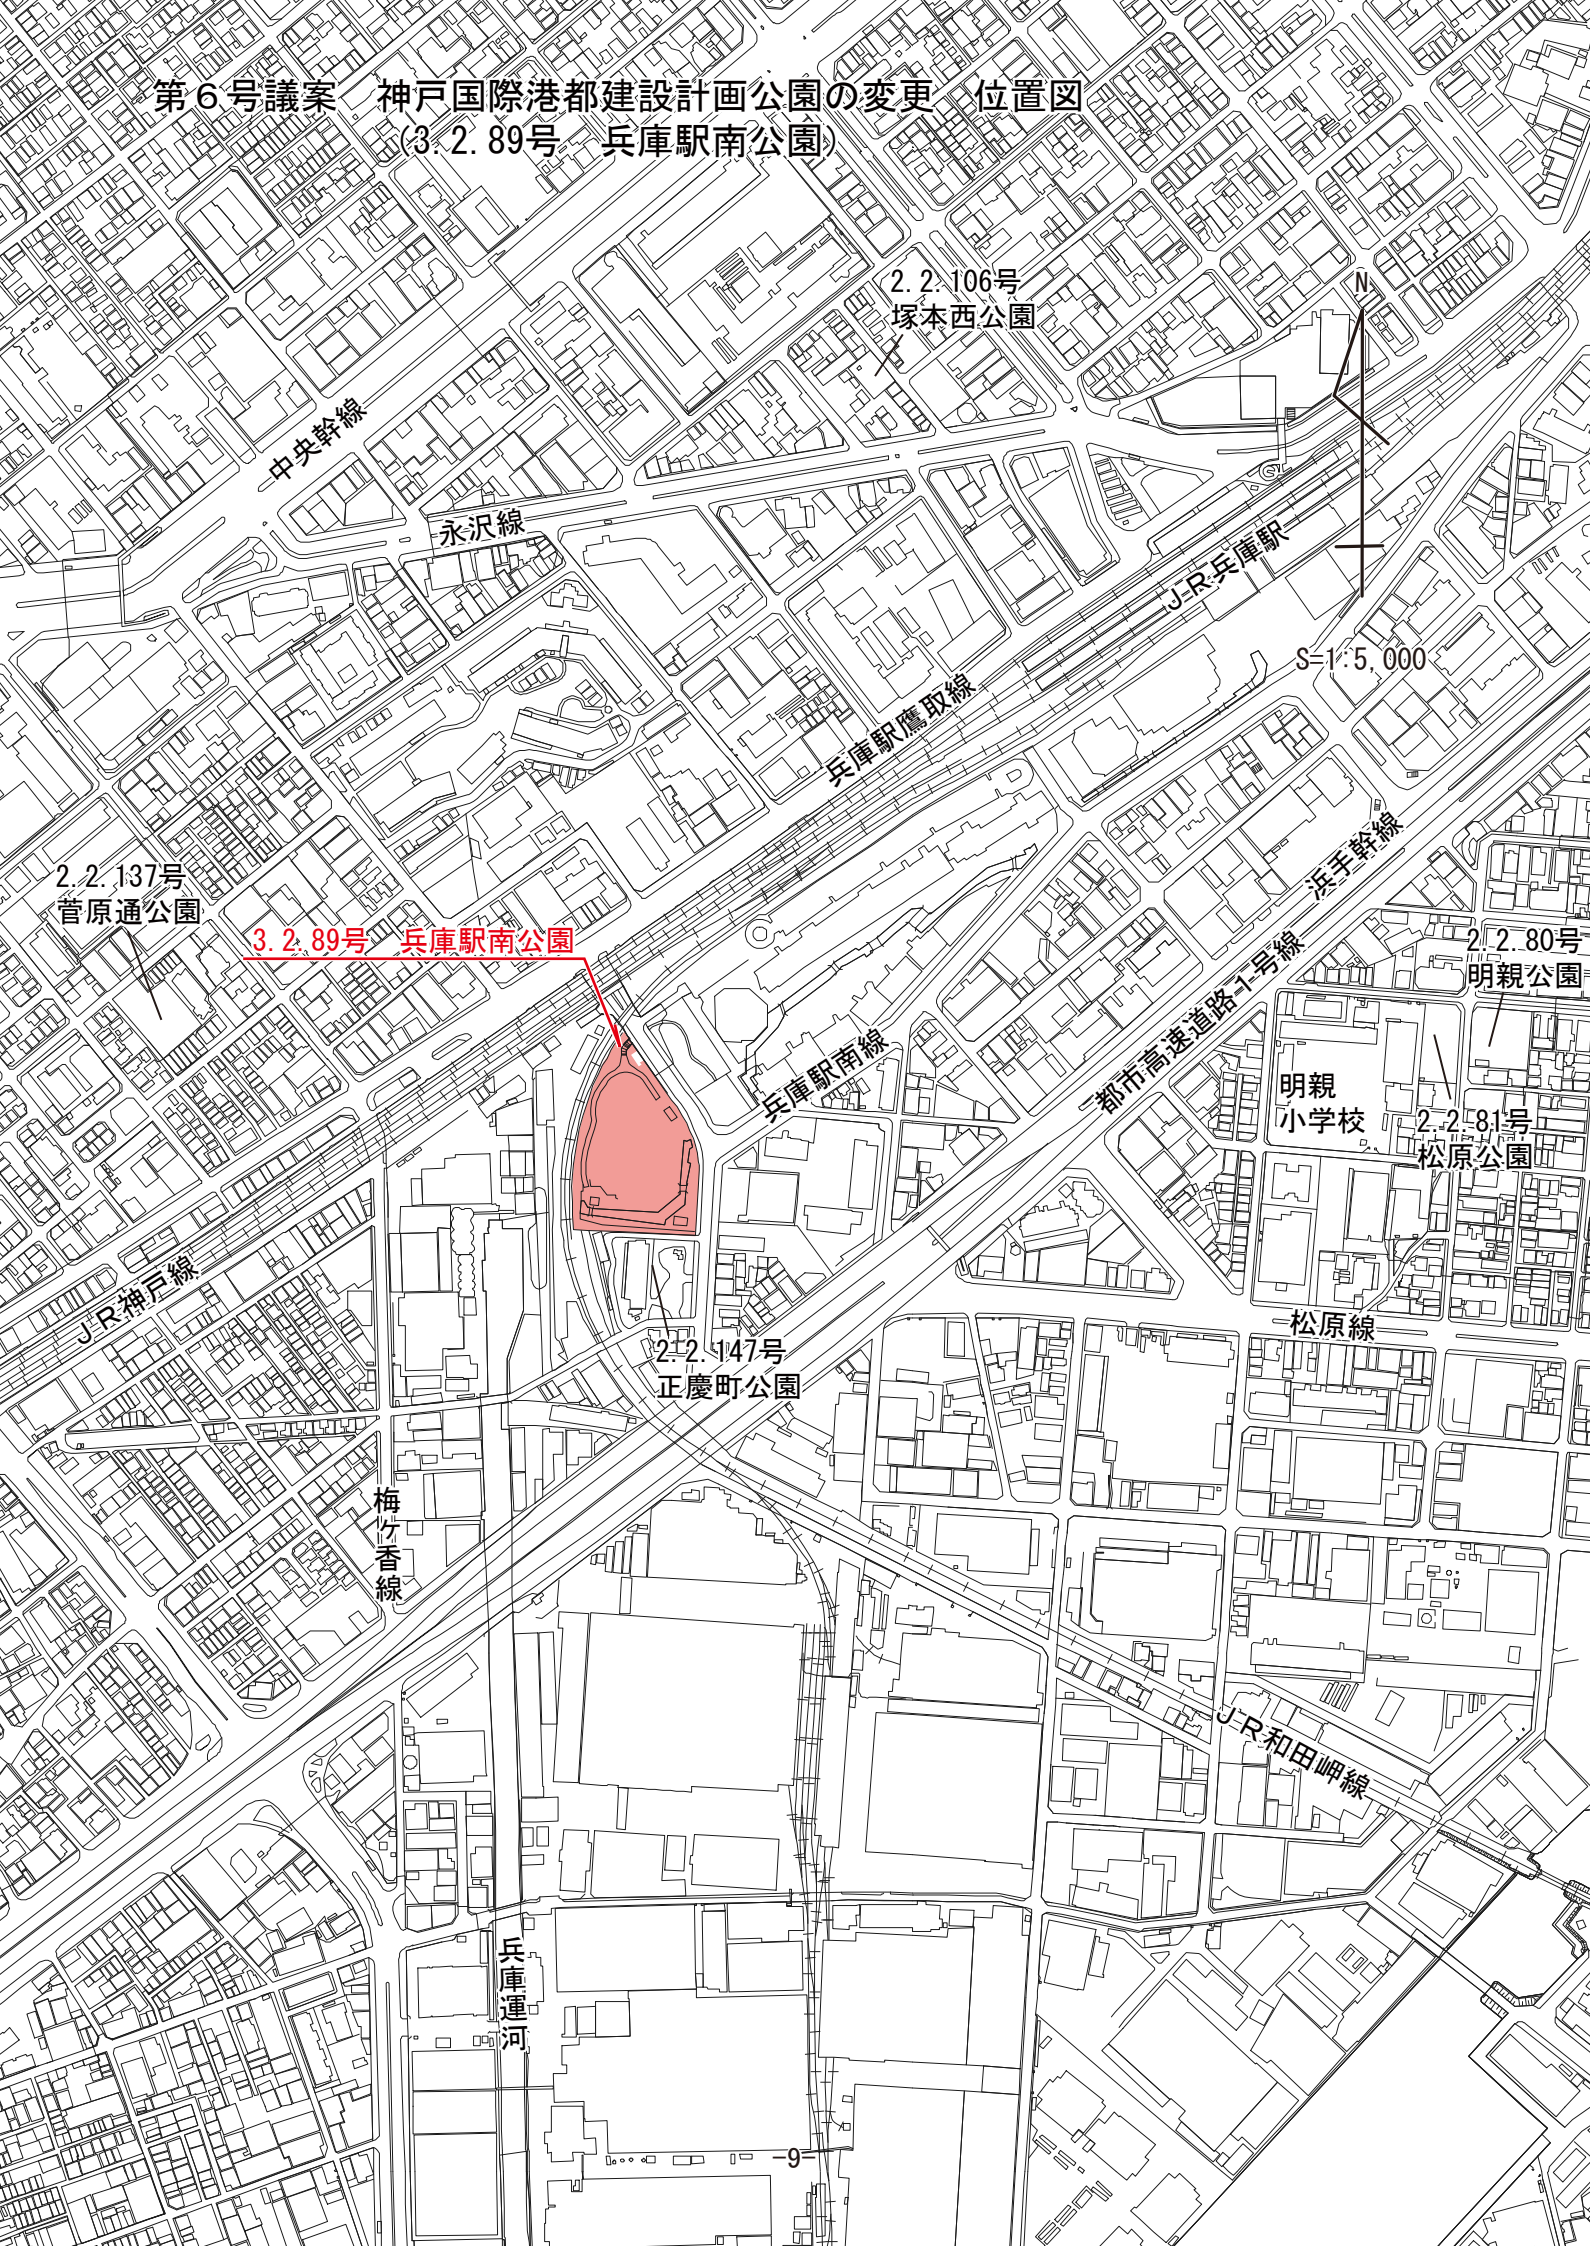 第６号議案　神戸国際港都建設計画公園の変更　位置図
(3.2.89号　兵庫駅南公園)
2.2.106号
塚本西公園
N
中央幹線
永沢線
ＪＲ兵庫駅
S=1:5,000
兵庫駅鷹取線
浜手幹線
2.2.137号
菅原通公園
3.2.89号　兵庫駅南公園
2.2.80号
明親公園
都市高速道路1号線
兵庫駅南線
明親
小学校
2.2.81号
松原公園
ＪＲ神戸線
松原線
2.2.147号
正慶町公園
梅ヶ香線
ＪＲ和田岬線
兵庫運河
-9-